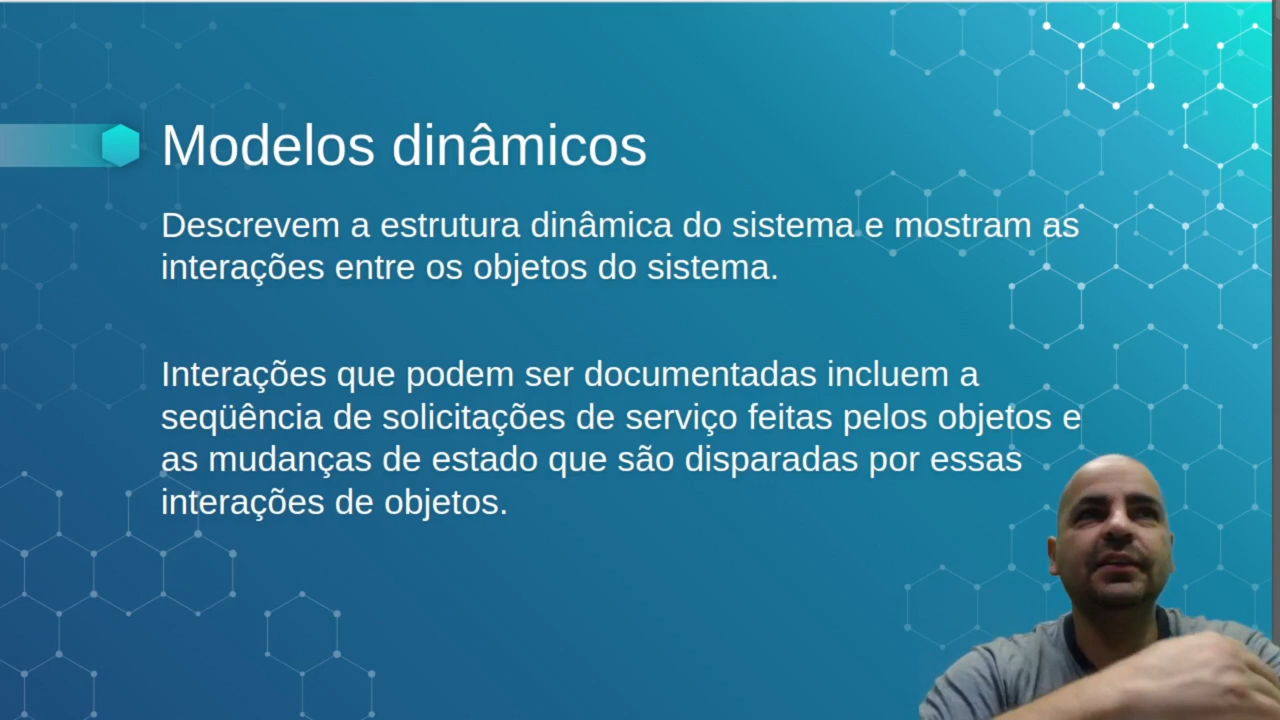 Modelos dinâmicos
Descrevem a estrutura dinâmica do sistema e mostram as
interações entre os objetos do sistema.
Interações que podem ser documentadas incluem a
seqüência de solicitações de serviço feitas pelos objetos e
as mudanças de estado que são disparadas por essas
interações de objetos.